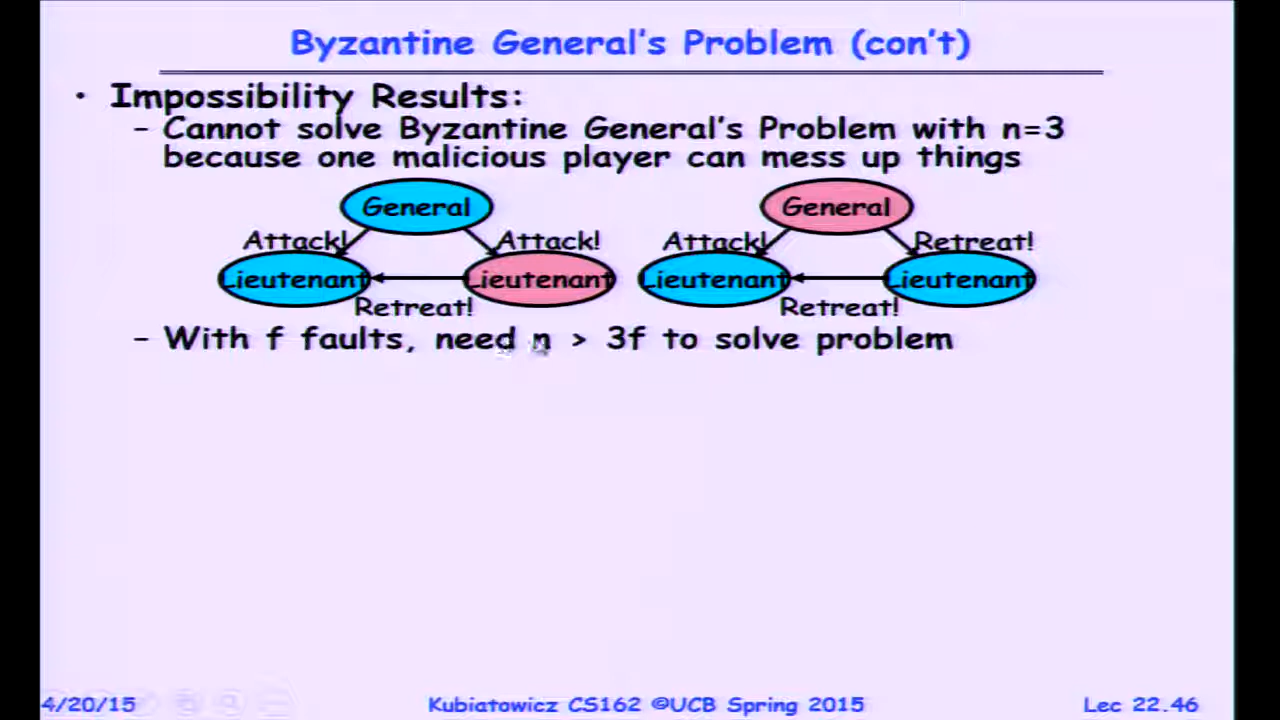 Byzantine General's Problem (con't)
• Impossibility Results:
– Cannot solve Byzantine General's Problem with n=3
because one malicious player can mess up things
General
General
Attack!
Attack!
Attack!
Retreat!
Lieutenant
Lieutenant
Lieutenant
Lieutenant
Retreat!
Retreat!
– With f faults, need n > 3f to solve problem
4/20/15
Kubiatowicz CS162 ©UCB Spring 2015
Lec 22.46